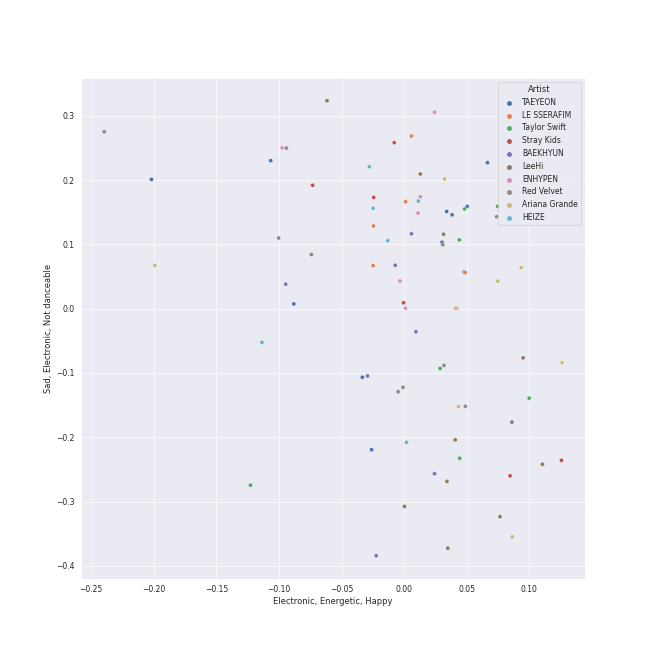 Artist
TAEYEON
LE SSERAFIM
Taylor Swift
Stray Kids
BAEKHYUN
LeeHi
ENHYPEN
Red Velvet
Ariana Grande
HEIZE
0.3
0.2
0.1
0.0
−0.1
−0.2
−0.3
−0.4
Sad, Electronic, Not danceable
−0.25 −0.20 −0.15 −0.10 −0.05 0.00 0.05 0.10
Electronic, Energetic, Happy